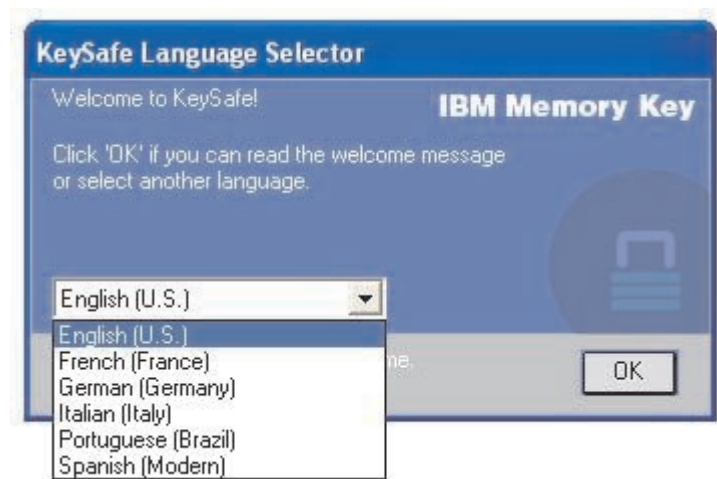 KeySafe Language Selector
Welcome to KeySafe!
IBM Memory Key
Click 'OK' if you can read the welcome message
or select another language.
English (U.S.)
English (U.S.)
French (France)
German (Germany)
Italian (Italy)
Portuguese (Brazil)
Spanish (Modern)
OK